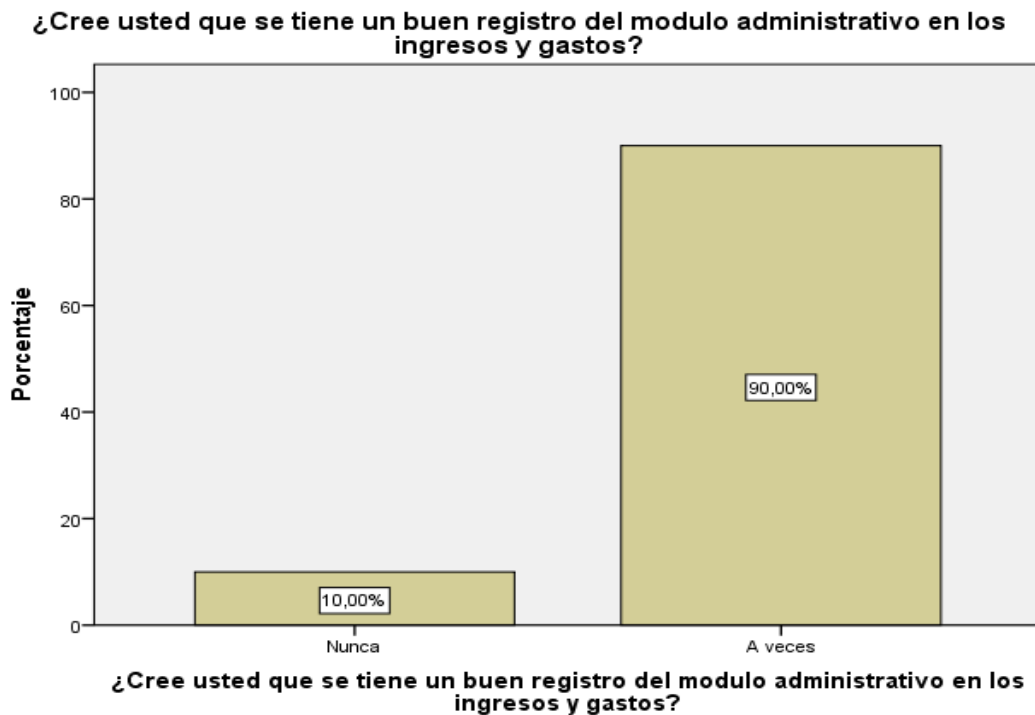 ¿Cree usted que se tiene un buen registro del modulo administrativo en los
ingresos y gastos?
100
80
60
40
20
0
Porcentaje
10,00%
90,00%
Nunca
A veces
¿Cree usted que se tiene un buen registro del modulo administrativo en los
ingresos y gastos?